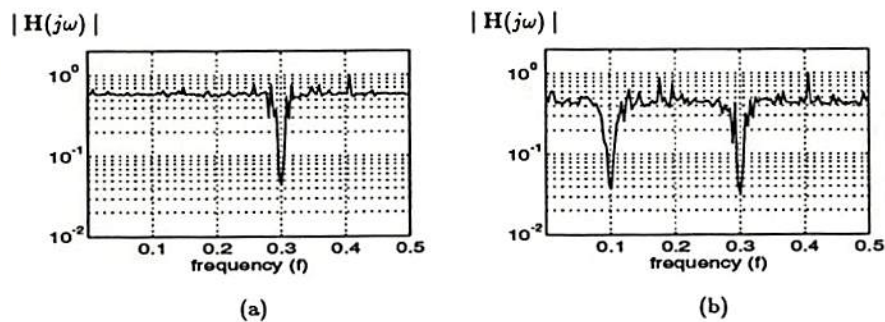 | H(jω) |
10⁰
10⁻¹
10⁻²
0.1 0.2 0.3 0.4 0.5
frequency (f)
(a)
| H(jω) |
10⁰
10⁻¹
10⁻²
0.1 0.2 0.3 0.4 0.5
frequency (f)
(b)